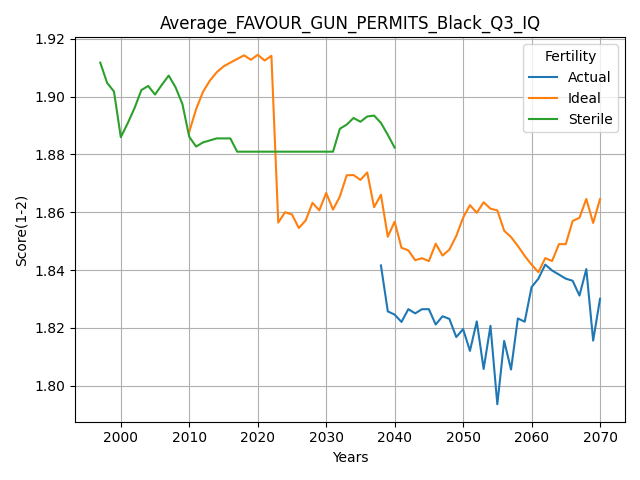 Average_FAVOUR_GUN_PERMITS_Black_Q3_IQ
Fertility
Actual
Ideal
Sterile
Score(1-2)
1.92
1.90
1.88
1.86
1.84
1.82
1.80
2000 2010 2020 2030 2040 2050 2060 2070
Years